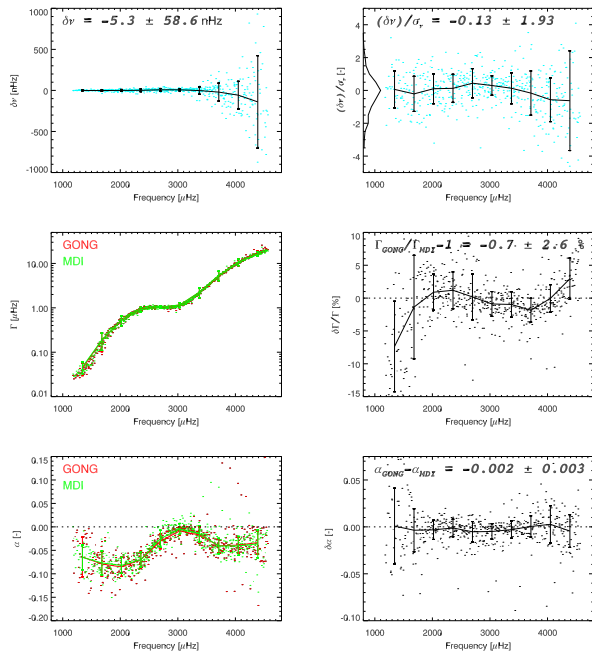 δν = -5.3 ± 58.6 nHz
1000
500
0
-500
-1000
δν [nHz]
1000 2000 3000 4000
Frequency [μHz]
(δν)/σν = -0.13 ± 1.93
4
2
0
-2
-4
(δν)/σν [-]
1000 2000 3000 4000
Frequency [μHz]
GONG
MDI
10.00
1.00
0.10
0.01
Γ [μHz]
1000 2000 3000 4000
Frequency [μHz]
ΓGONG/ΓMDI-1 = -0.7 ± 2.6 %
10
5
0
-5
-10
-15
δΓ/Γ [%]
1000 2000 3000 4000
Frequency [μHz]
GONG
MDI
0.15
0.10
0.05
0.00
-0.05
-0.10
-0.15
-0.20
α [-]
1000 2000 3000 4000
Frequency [μHz]
αGONG-αMDI = -0.002 ± 0.003
0.10
0.05
0.00
-0.05
-0.10
δα [-]
1000 2000 3000 4000
Frequency [μHz]